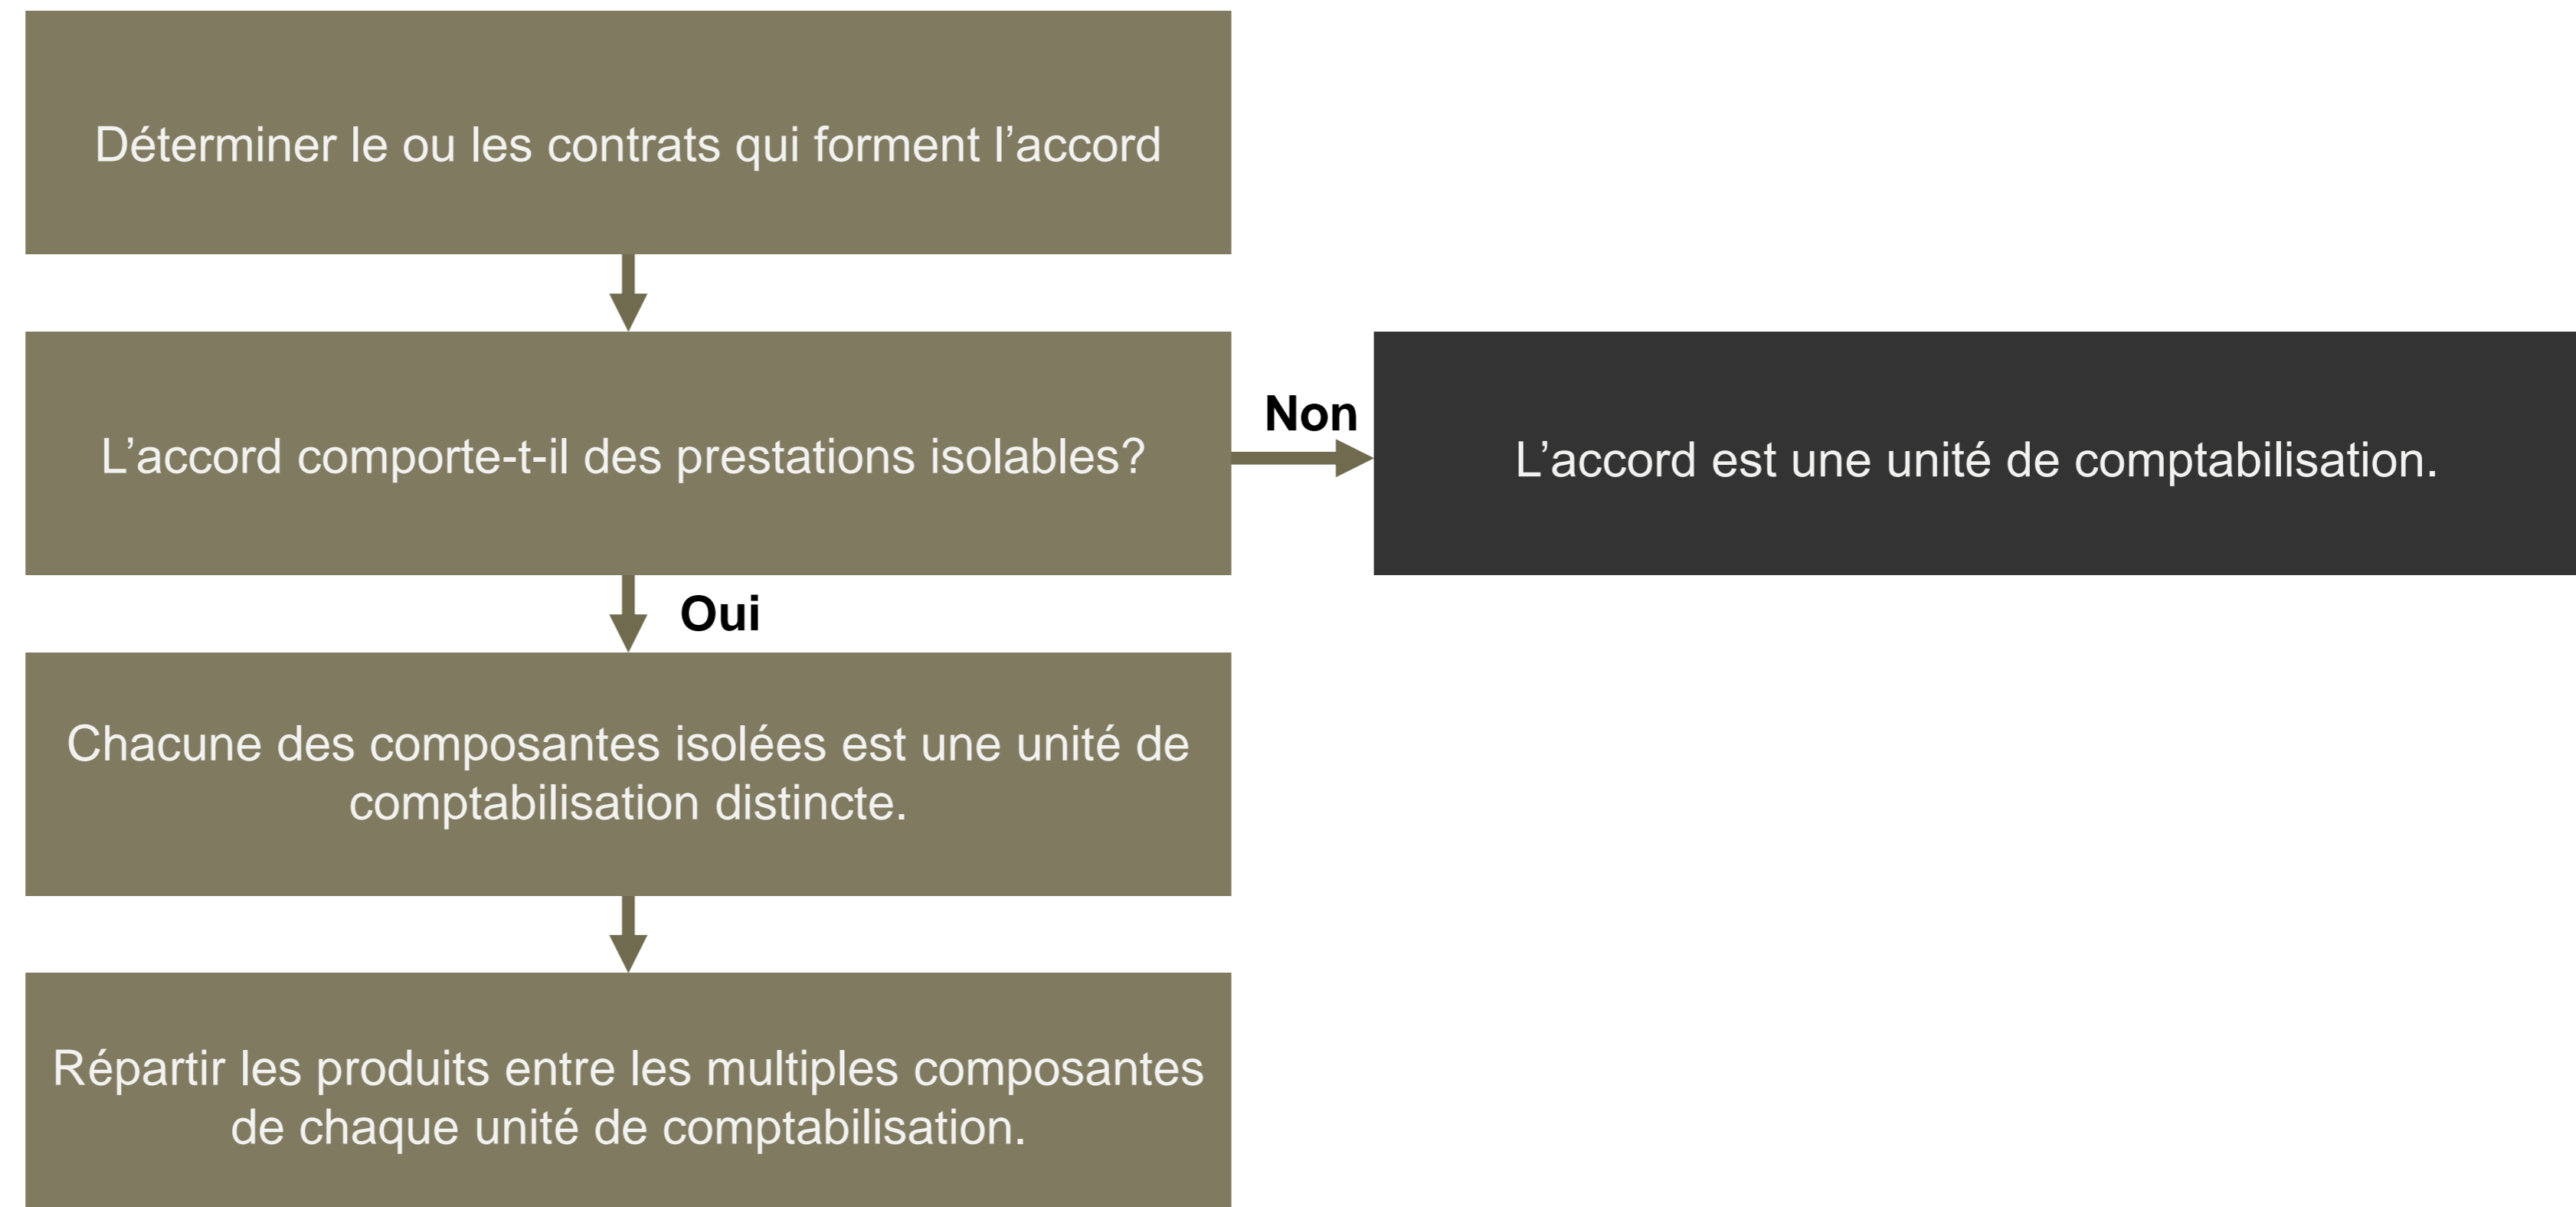 Déterminer le ou les contrats qui forment l’accord
L’accord comporte-t-il des prestations isolables?
Non
L’accord est une unité de comptabilisation.
Oui
Chacune des composantes isolées est une unité de
comptabilisation distincte.
Répartir les produits entre les multiples composantes
de chaque unité de comptabilisation.